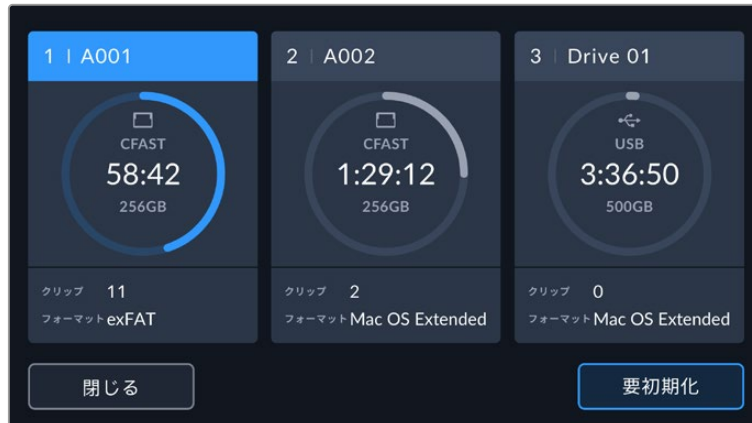 1 | A001
CFAST
58:42
256GB
クリップ 11
フォーマット exFAT
2 | A002
CFAST
1:29:12
256GB
クリップ 2
フォーマット Mac OS Extended
3 | Drive 01
USB
3:36:50
500GB
クリップ 0
フォーマット Mac OS Extended
閉じる
要初期化